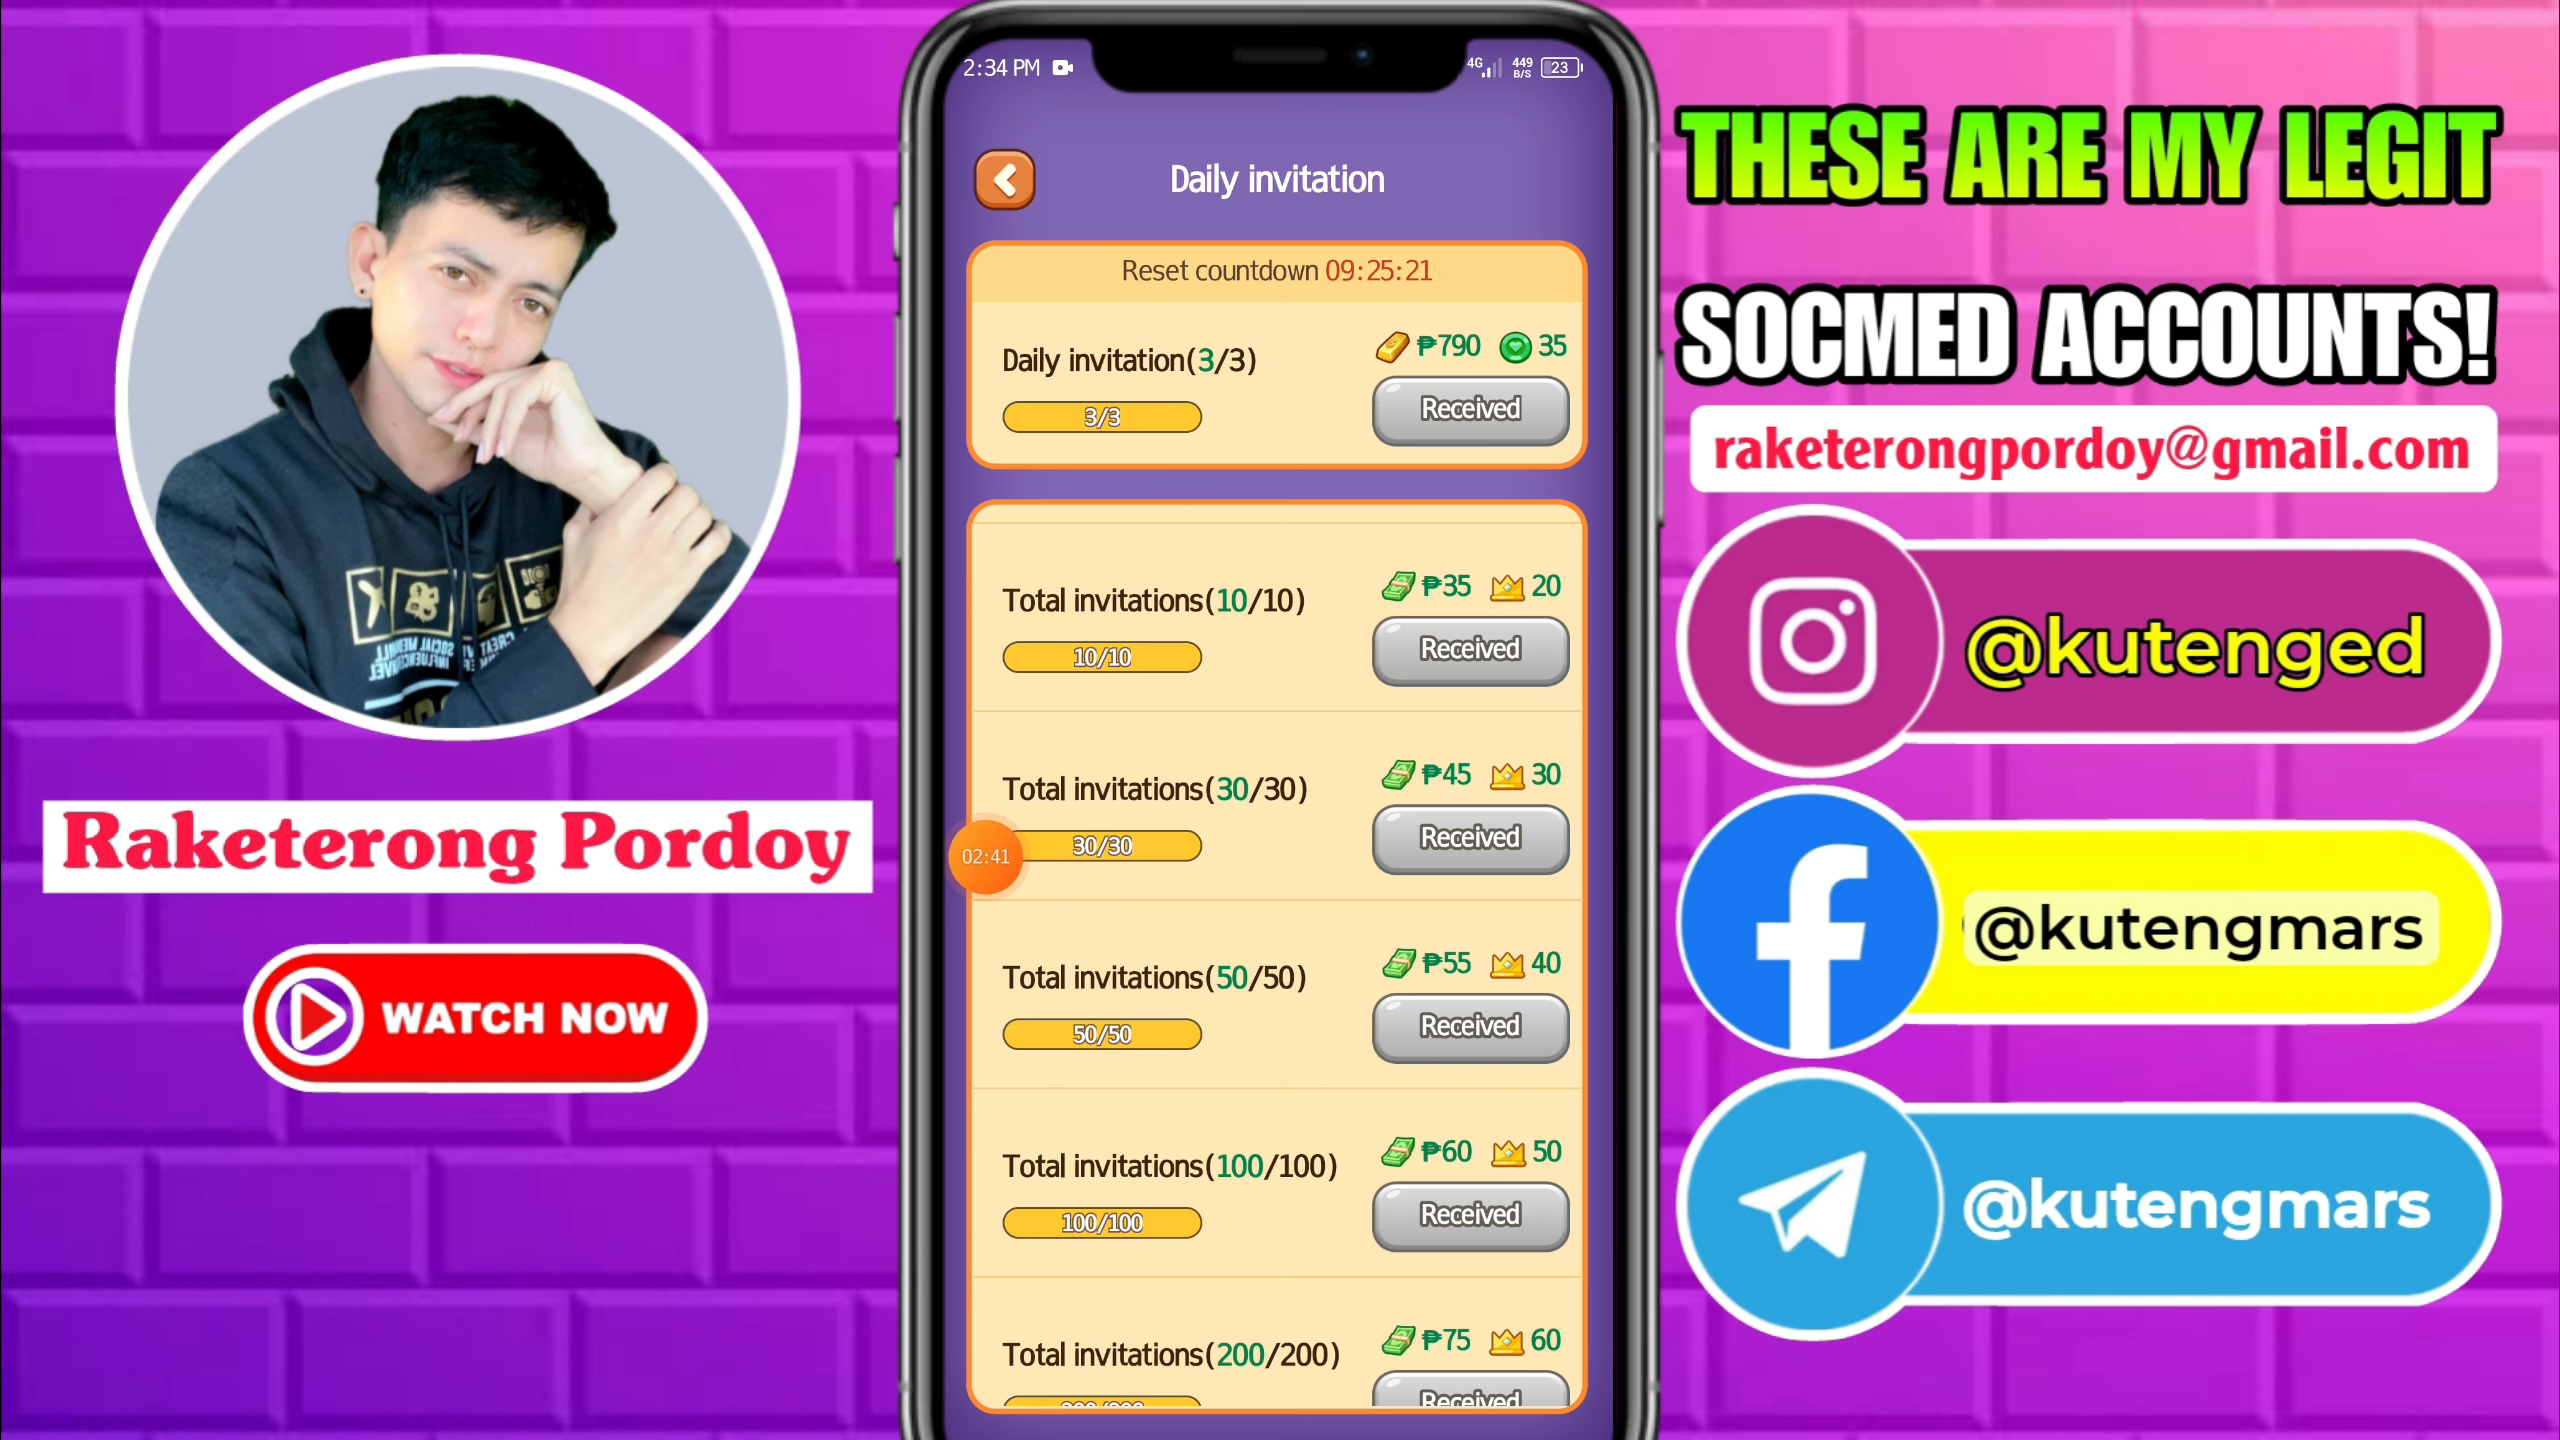 2:34 PM
4G
449
B/S
23
Daily invitation
Reset countdown 09:25:21
Daily invitation(3/3)
₱790
35
3/3
Received
Total invitations(10/10)
₱35
20
10/10
Received
Total invitations(30/30)
₱45
30
30/30
Received
02:41
Total invitations(50/50)
₱55
40
50/50
Received
Total invitations(100/100)
₱60
50
100/100
Received
Total invitations(200/200)
₱75
60
Received
Raketerong Pordoy
WATCH NOW
THESE ARE MY LEGIT
SOCMED ACCOUNTS!
raketerongpordoy@gmail.com
@kutenged
@kutengmars
@kutengmars